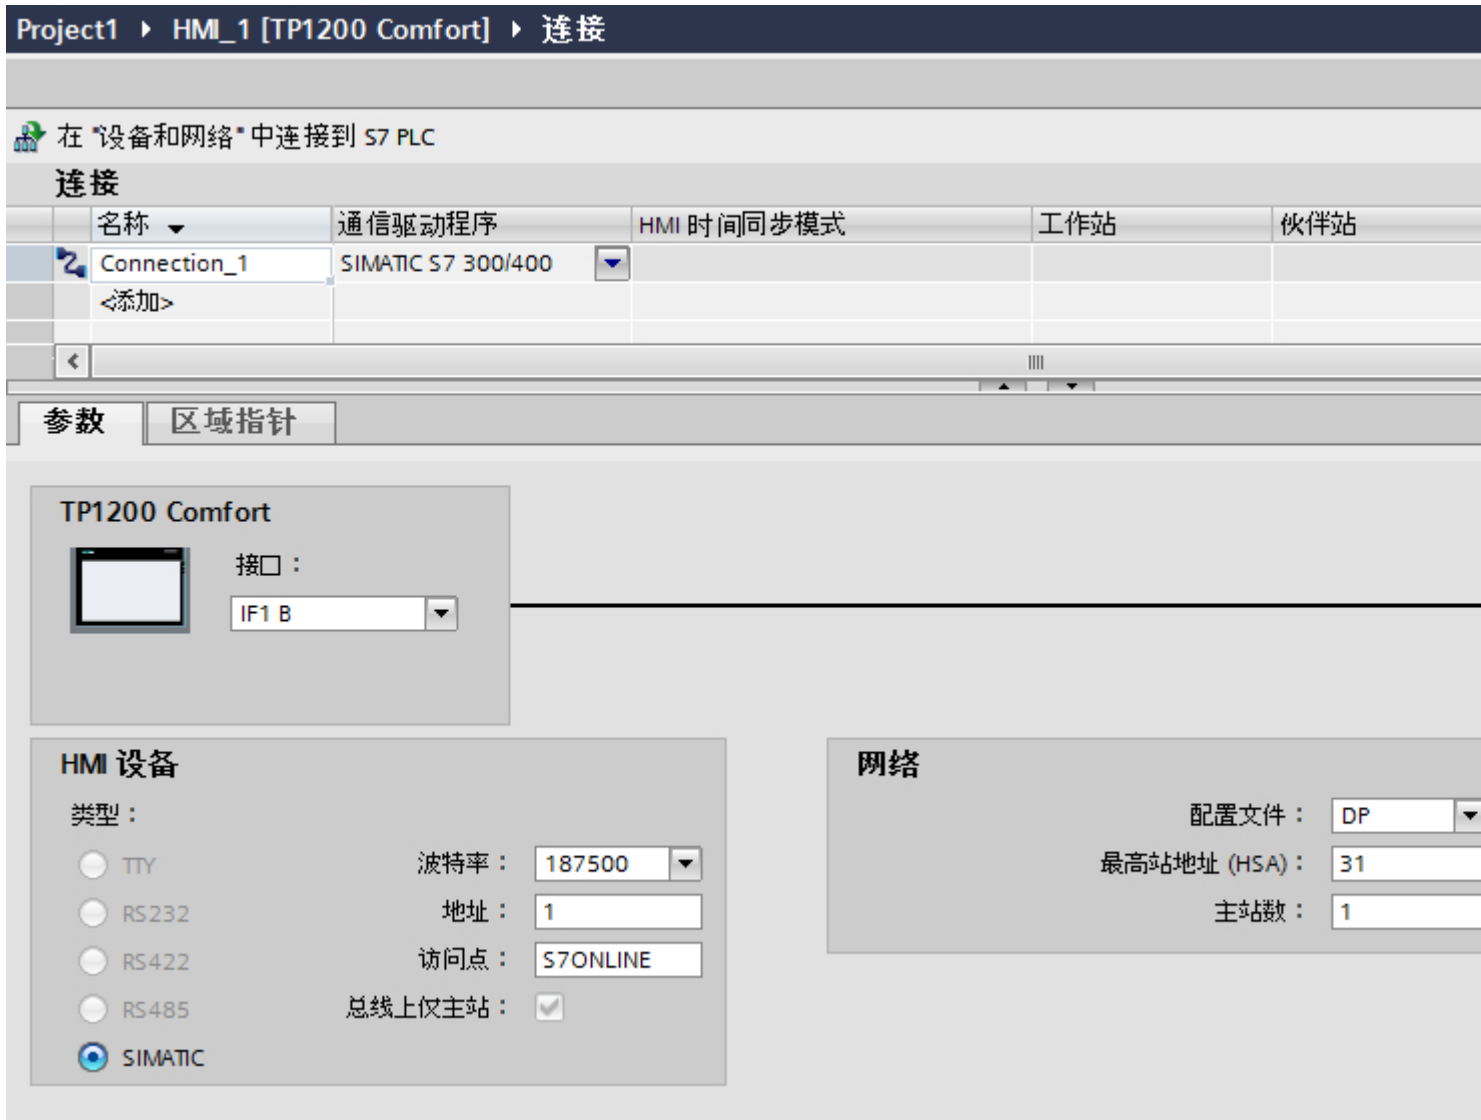 Project1 ▸ HMI_1 [TP1200 Comfort] ▸ 连接
在 "设备和网络" 中连接到 S7 PLC
连接
名称 通信驱动程序 HMI 时间同步模式 工作站 伙伴站
Connection_1 SIMATIC S7 300/400
<添加>
参数 区域指针
TP1200 Comfort
接口：
IF1 B
HMI 设备
类型：
TTY
RS232
RS422
RS485
SIMATIC
波特率： 187500
地址： 1
访问点： S7ONLINE
总线上仅主站：
网络
配置文件： DP
最高站地址 (HSA)： 31
主站数： 1